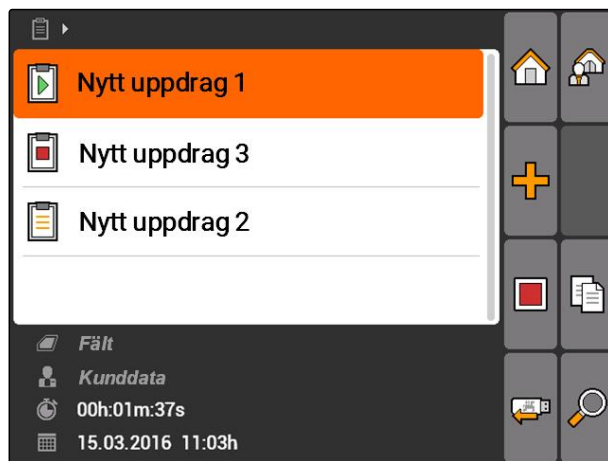 Nytt uppdrag 1
Nytt uppdrag 3
Nytt uppdrag 2
Fält
Kunddata
00h:01m:37s
15.03.2016 11:03h